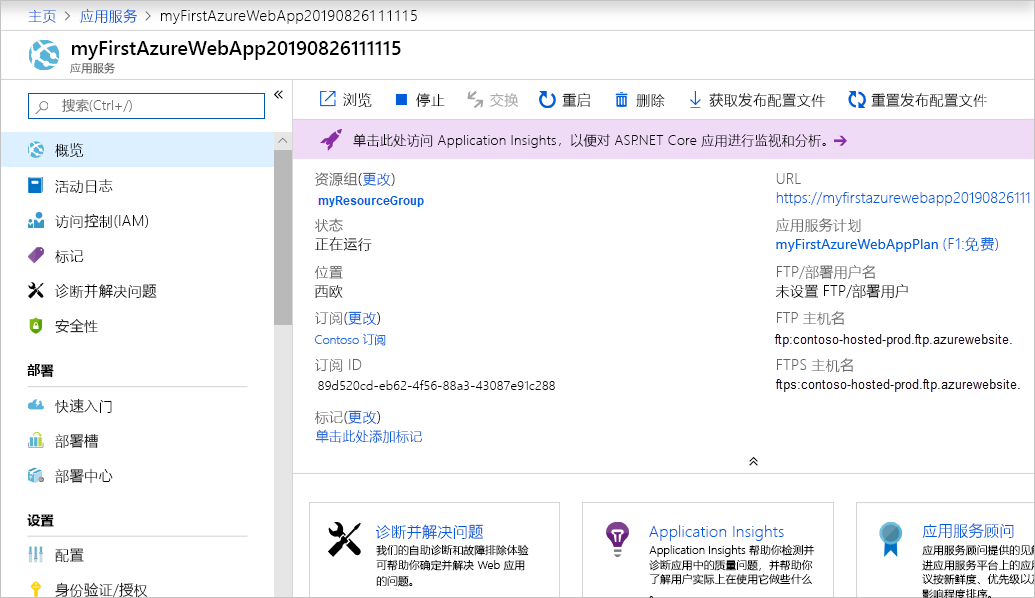 主页 > 应用服务 > myFirstAzureWebApp20190826111115
myFirstAzureWebApp20190826111115
应用服务
搜索(Ctrl+/)
概览
活动日志
访问控制(IAM)
标记
诊断并解决问题
安全性
部署
快速入门
部署槽
部署中心
设置
配置
身份验证/授权
浏览 停止 交换 重启 删除 获取发布配置文件 重置发布配置文件
单击此处访问 Application Insights，以便对 ASP.NET Core 应用进行监视和分析。
资源组(更改)
myResourceGroup
状态
正在运行
位置
西欧
订阅(更改)
Contoso 订阅
订阅 ID
89d520cd-eb62-4f56-88a3-43087e91c288
标记(更改)
单击此处添加标记
URL
https://myfirstazurewebapp20190826111
应用服务计划
myFirstAzureWebAppPlan (F1:免费)
FTP/部署用户名
未设置 FTP/部署用户
FTP 主机名
ftp:contoso-hosted-prod.ftp.azurewebsite.
FTPS 主机名
ftps:contoso-hosted-prod.ftp.azurewebsite.
诊断并解决问题
我们的自助诊断和故障排除体验
可帮助你确定并解决 Web 应用
的问题。
Application Insights
Application Insights 帮助你检测并
诊断应用中的质量问题，并帮助你
了解用户实际上在使用它做些什么
。
应用服务顾问
应用服务顾问提供的见解
进应用服务平台上的应
议按新鲜度、优先级以
影响程度排序。